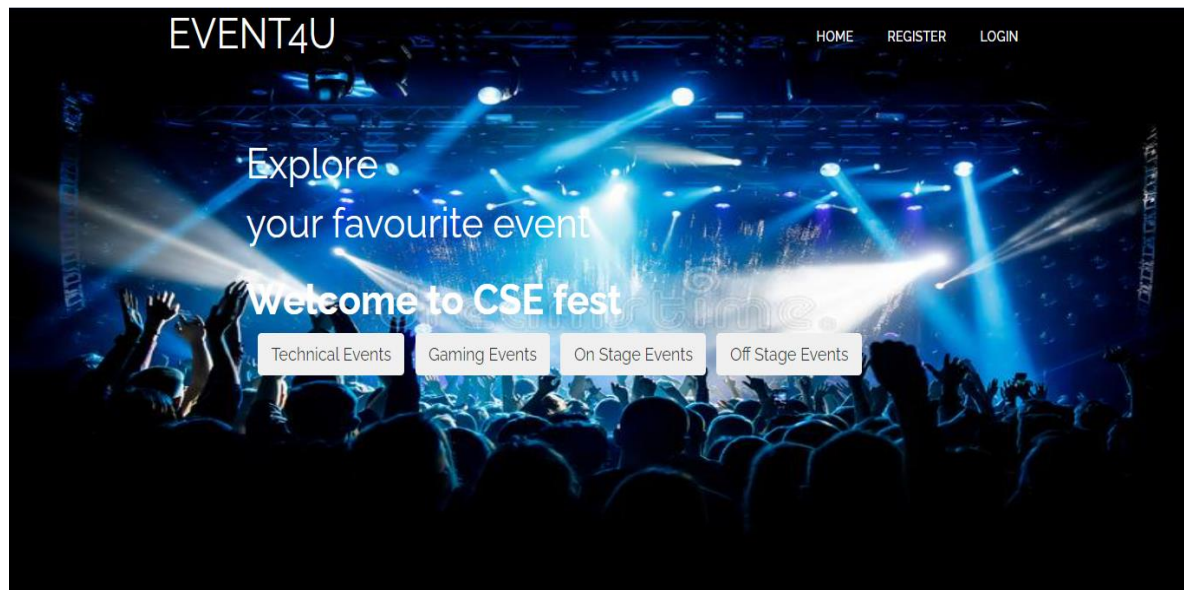 EVENT4U
HOME REGISTER LOGIN
Explore
your favourite event
Welcome to CSE fest
Technical Events Gaming Events On Stage Events Off Stage Events